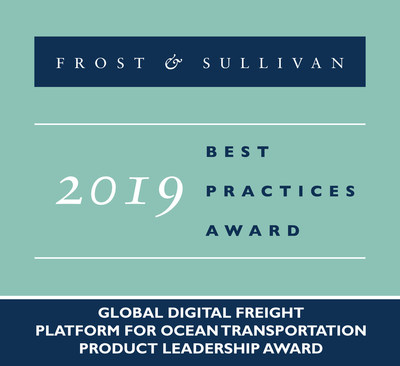 FROST & SULLIVAN
2019
BEST
PRACTICES
AWARD
GLOBAL DIGITAL FREIGHT
PLATFORM FOR OCEAN TRANSPORTATION
PRODUCT LEADERSHIP AWARD